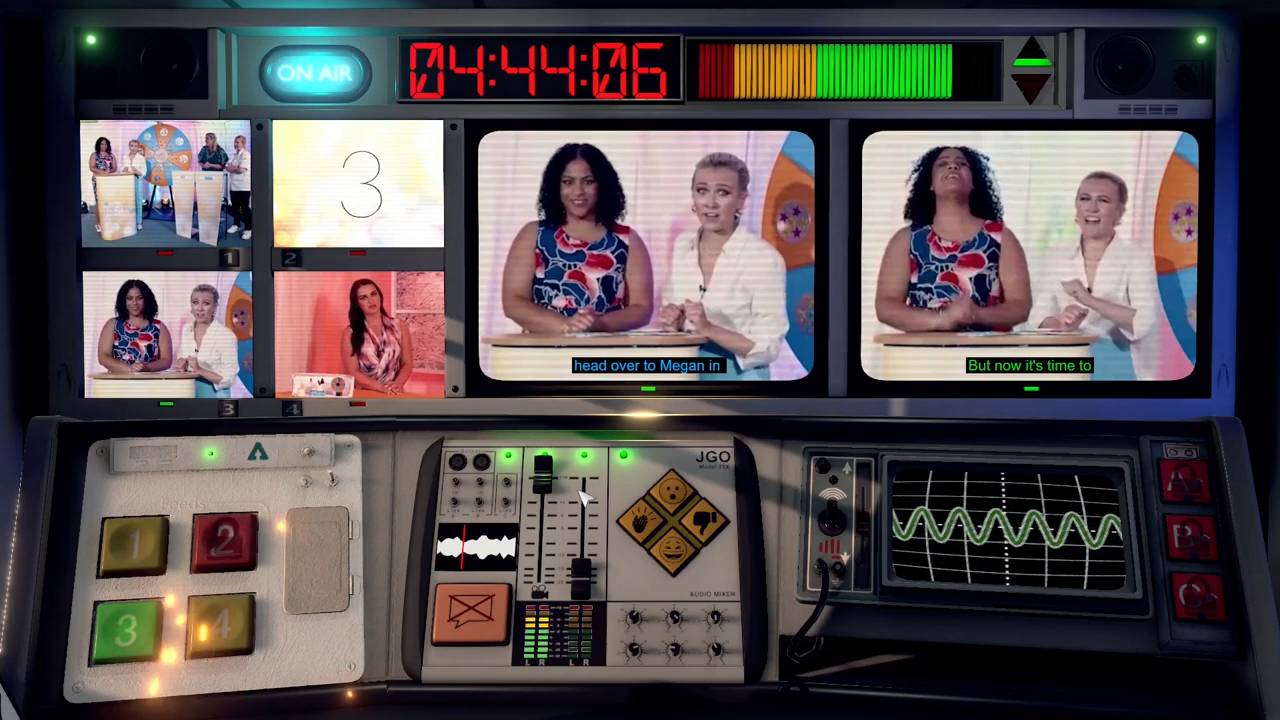 ON AIR
04:44:06
3
1
2
3
4
head over to Megan in
But now it's time to
JGO
Feeds
1
2
3
4
L R L R
AUDIO MIXER
A
B
C